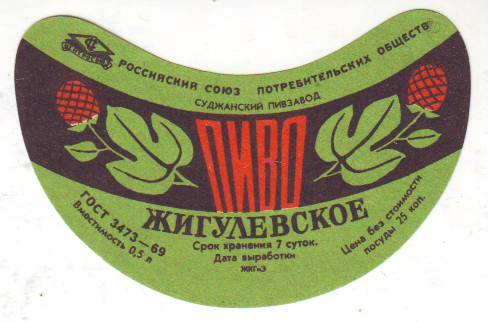 РОССИЙСКИЙ СОЮЗ ПОТРЕБИТЕЛЬСКИХ ОБЩЕСТВ
СУДЖАНСКИЙ ПИВЗАВОД
ПИВО
ЖИГУЛЕВСКОЕ
ГОСТ 3473—69
Вместимость 0,5 л
Срок хранения 7 суток.
Дата выработки
ЖКГ-Э
Цена без стоимости
посуды 25 коп.